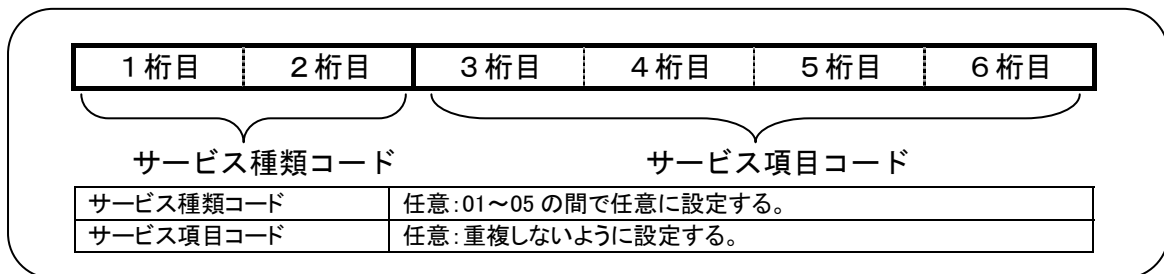 1桁目 2桁目 3桁目 4桁目 5桁目 6桁目
サービス種類コード サービス項目コード
サービス種類コード 任意:01～05 の間で任意に設定する。
サービス項目コード 任意:重複しないように設定する。